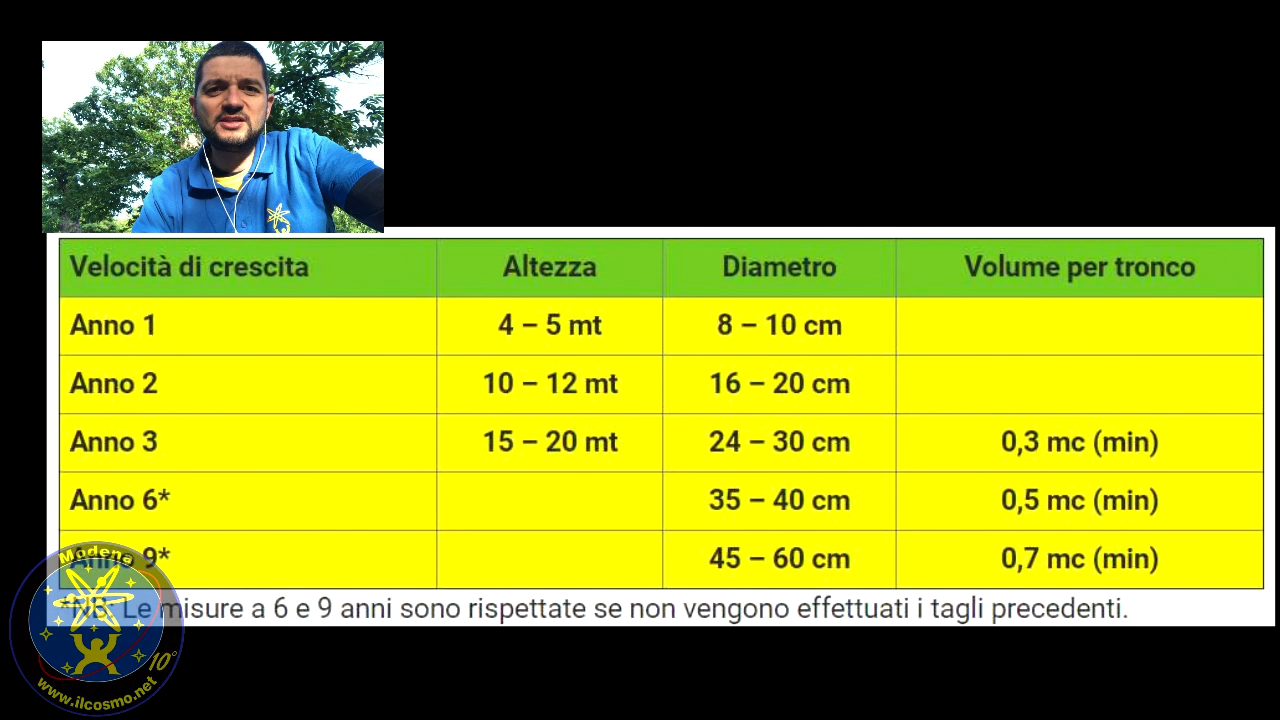 Velocità di crescita Altezza Diametro Volume per tronco
Anno 1 4 – 5 mt 8 – 10 cm
Anno 2 10 – 12 mt 16 – 20 cm
Anno 3 15 – 20 mt 24 – 30 cm 0,3 mc (min)
Anno 6* 35 – 40 cm 0,5 mc (min)
Anno 9* 45 – 60 cm 0,7 mc (min)
Le misure a 6 e 9 anni sono rispettate se non vengono effettuati i tagli precedenti.
Modena
10°
www.ilcosmo.net